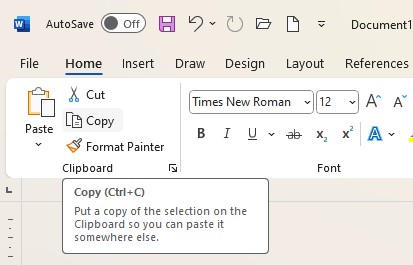 AutoSave Off Document1
File Home Insert Draw Design Layout References
Paste
Cut
Copy
Format Painter
Clipboard
Times New Roman 12 A A
B I U ab x₂ x² A
Font
Copy (Ctrl+C)
Put a copy of the selection on the
Clipboard so you can paste it
somewhere else.